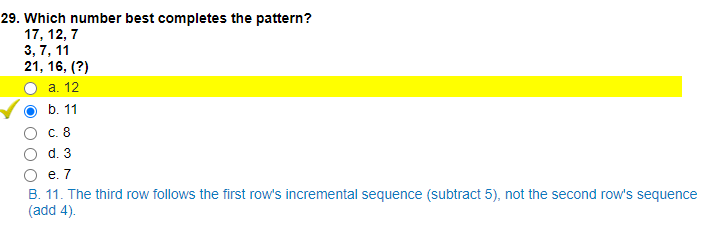 29. Which number best completes the pattern?
17, 12, 7
3, 7, 11
21, 16, (?)
a. 12
b. 11
c. 8
d. 3
e. 7
B. 11. The third row follows the first row's incremental sequence (subtract 5), not the second row's sequence
(add 4).